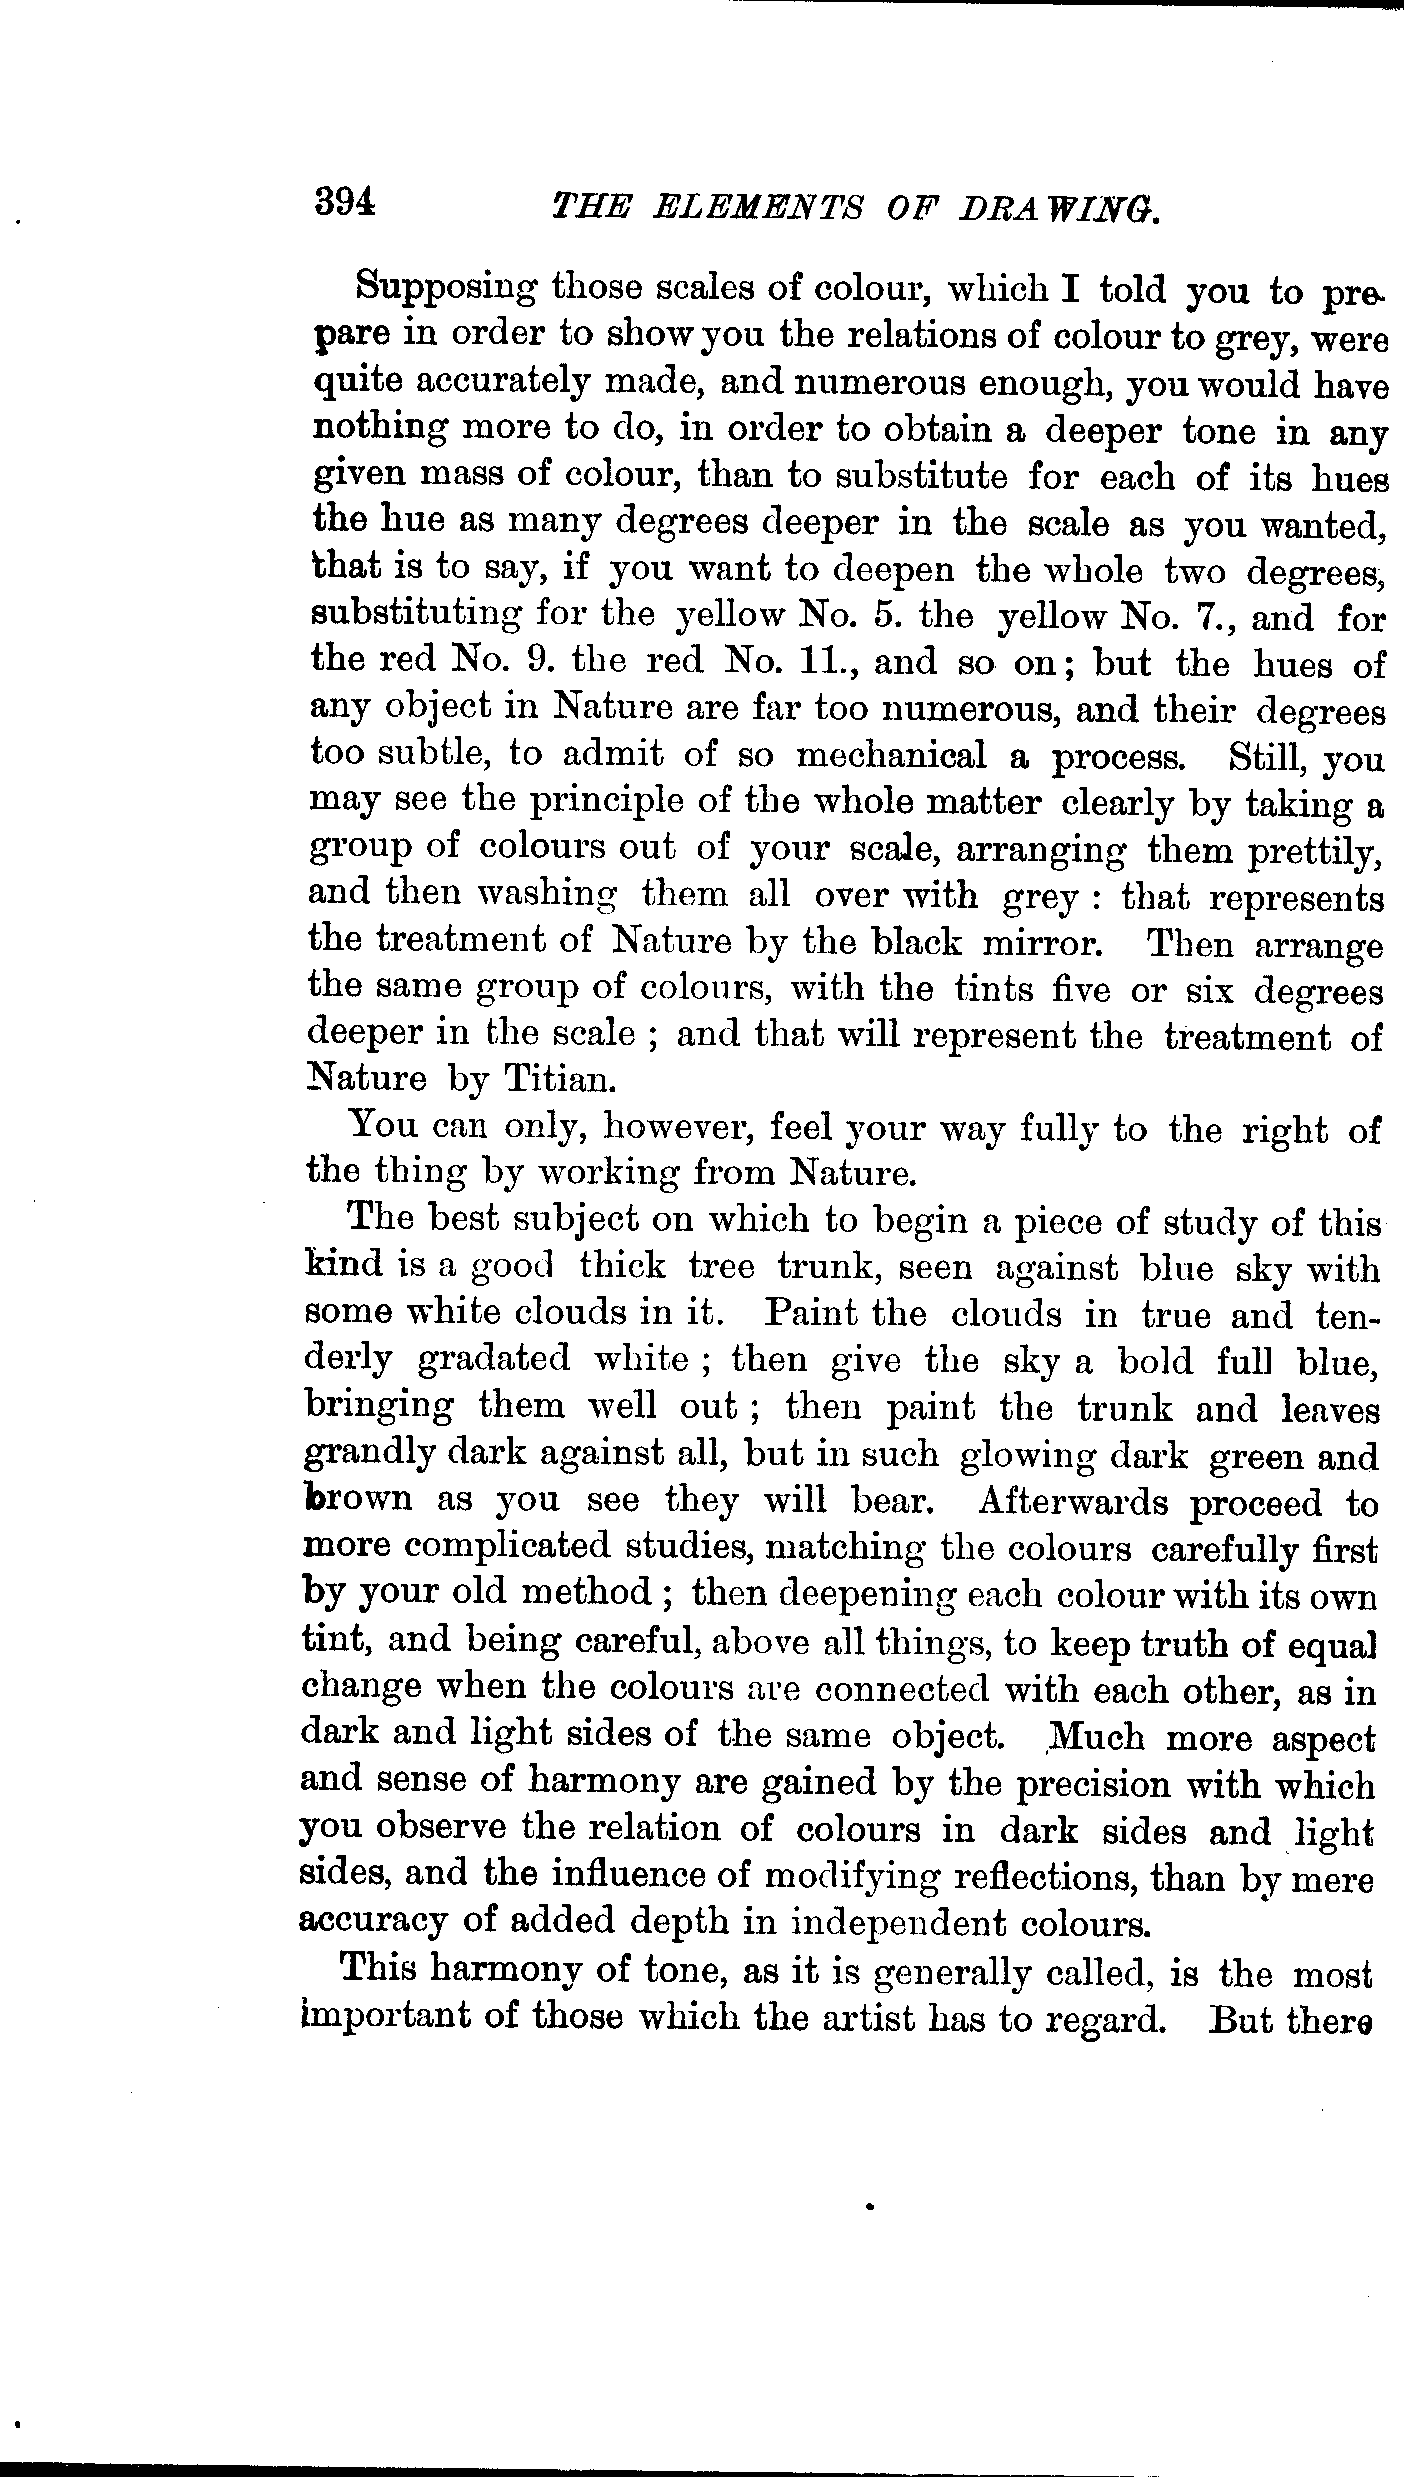 394 THE ELEMENTS OF DRAWING.
Supposing those scales of colour, which I told you to pre-
pare in order to show you the relations of colour to grey, were
quite accurately made, and numerous enough, you would have
nothing more to do, in order to obtain a deeper tone in any
given mass of colour, than to substitute for each of its hues
the hue as many degrees deeper in the scale as you wanted,
that is to say, if you want to deepen the whole two degrees,
substituting for the yellow No. 5. the yellow No. 7., and for
the red No. 9. the red No. 11., and so on; but the hues of
any object in Nature are far too numerous, and their degrees
too subtle, to admit of so mechanical a process. Still, you
may see the principle of the whole matter clearly by taking a
group of colours out of your scale, arranging them prettily,
and then washing them all over with grey : that represents
the treatment of Nature by the black mirror. Then arrange
the same group of colours, with the tints five or six degrees
deeper in the scale ; and that will represent the treatment of
Nature by Titian.
You can only, however, feel your way fully to the right of
the thing by working from Nature.
The best subject on which to begin a piece of study of this
kind is a good thick tree trunk, seen against blue sky with
some white clouds in it. Paint the clouds in true and ten-
derly gradated white ; then give the sky a bold full blue,
bringing them well out ; then paint the trunk and leaves
grandly dark against all, but in such glowing dark green and
brown as you see they will bear. Afterwards proceed to
more complicated studies, matching the colours carefully first
by your old method ; then deepening each colour with its own
tint, and being careful, above all things, to keep truth of equal
change when the colours are connected with each other, as in
dark and light sides of the same object. Much more aspect
and sense of harmony are gained by the precision with which
you observe the relation of colours in dark sides and light
sides, and the influence of modifying reflections, than by mere
accuracy of added depth in independent colours.
This harmony of tone, as it is generally called, is the most
important of those which the artist has to regard. But there